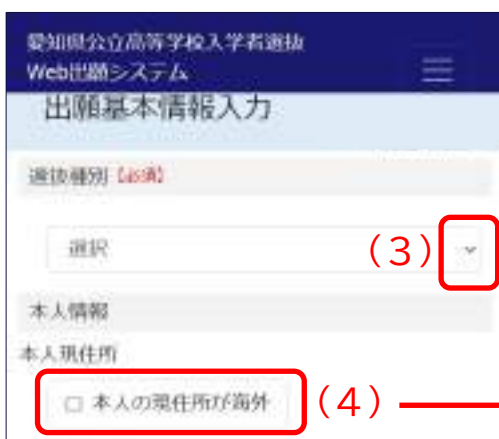 愛知県公立高等学校入学者選抜
Web出願システム
出願基本情報入力
選抜種別【必須】
選択
(3)
本人情報
本人現住所
本人の現住所が海外
(4)